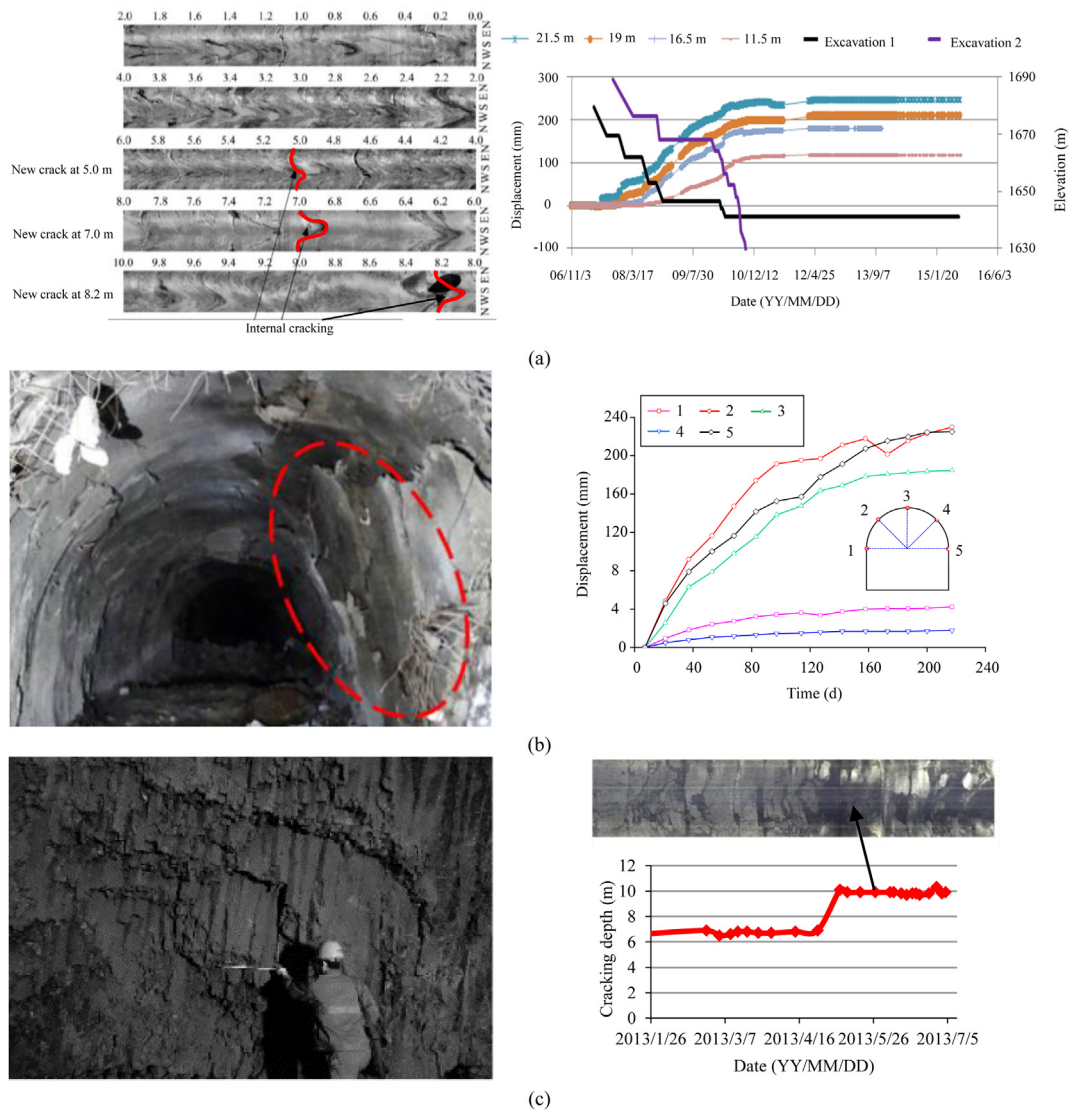 2.0 1.8 1.6 1.4 1.2 1.0 0.8 0.6 0.4 0.2 0.0
N W S E N
4.0 3.8 3.6 3.4 3.2 3.0 2.8 2.6 2.4 2.2 2.0
N W S E N
6.0 5.8 5.6 5.4 5.2 5.0 4.8 4.6 4.4 4.2 4.0
New crack at 5.0 m
N W S E N
8.0 7.8 7.6 7.4 7.2 7.0 6.8 6.6 6.4 6.2 6.0
New crack at 7.0 m
N W S E N
10.0 9.8 9.6 9.4 9.2 9.0 8.8 8.6 8.4 8.2 8.0
New crack at 8.2 m
N W S E N
Internal cracking
21.5 m 19 m 16.5 m 11.5 m Excavation 1 Excavation 2
Displacement (mm)
300
200
100
0
-100
1690
1670
1650
1630
Elevation (m)
06/11/3 08/3/17 09/7/30 10/12/12 12/4/25 13/9/7 15/1/20 16/6/3
Date (YY/MM/DD)
(a)
1 2 3
4 5
Displacement (mm)
240
200
160
120
8
4
0
3
2 4
1 5
0 40 80 120 160 200 240
Time (d)
(b)
Cracking depth (m)
12
10
8
6
4
2
0
2013/1/26 2013/3/7 2013/4/16 2013/5/26 2013/7/5
Date (YY/MM/DD)
(c)